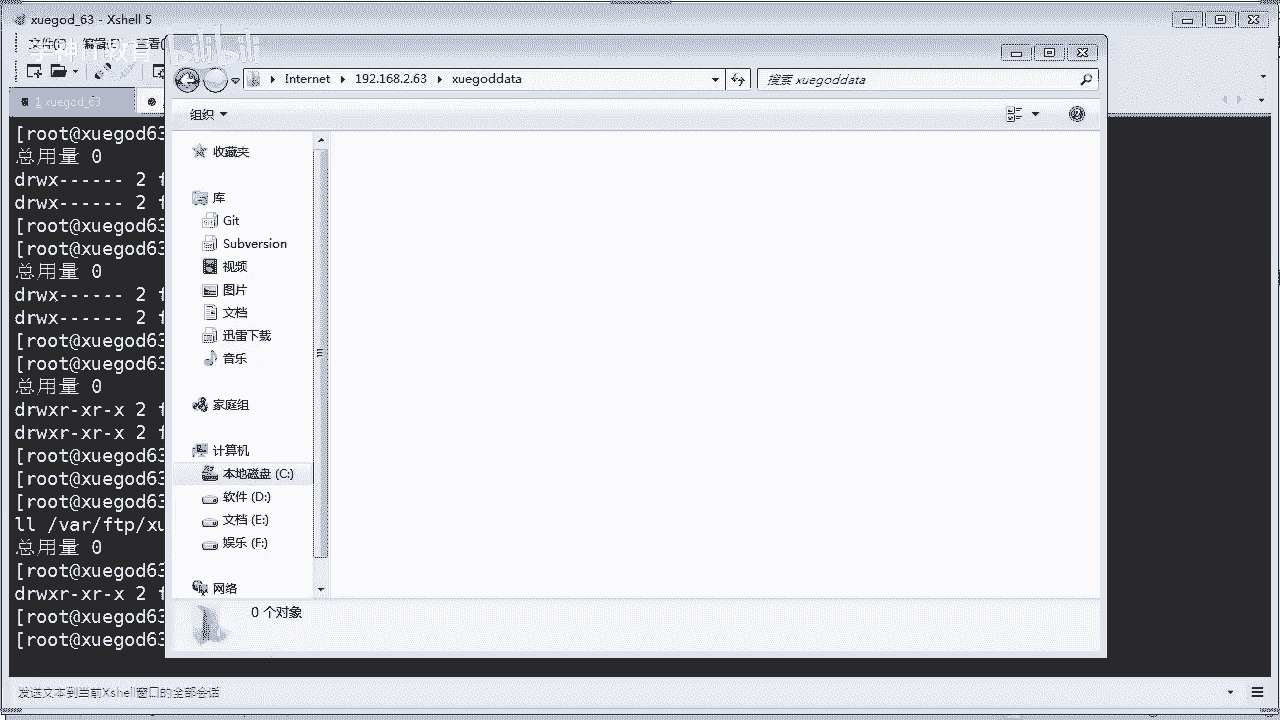 xuegod_63 - Xshell 5
文件(F) 编辑(E) 查看
学神IT教育 bilibili
Internet 192.168.2.63 xuegoddata
搜索 xuegoddata
1 xuegod_63
组织
[root@xuegod63
总用量 0
drwx------ 2 f
drwx------ 2 f
[root@xuegod63
[root@xuegod63
总用量 0
drwx------ 2 f
drwx------ 2 f
[root@xuegod63
[root@xuegod63
总用量 0
drwxr-xr-x 2 f
drwxr-xr-x 2 f
[root@xuegod63
[root@xuegod63
[root@xuegod63
ll /var/ftp/xu
总用量 0
[root@xuegod63
drwxr-xr-x 2 f
[root@xuegod63
[root@xuegod63
收藏夹
库
Git
Subversion
视频
图片
文档
迅雷下载
音乐
家庭组
计算机
本地磁盘 (C:)
软件 (D:)
文档 (E:)
娱乐 (F:)
网络
0 个对象
发送文本到当前Xshell窗口的全部会话